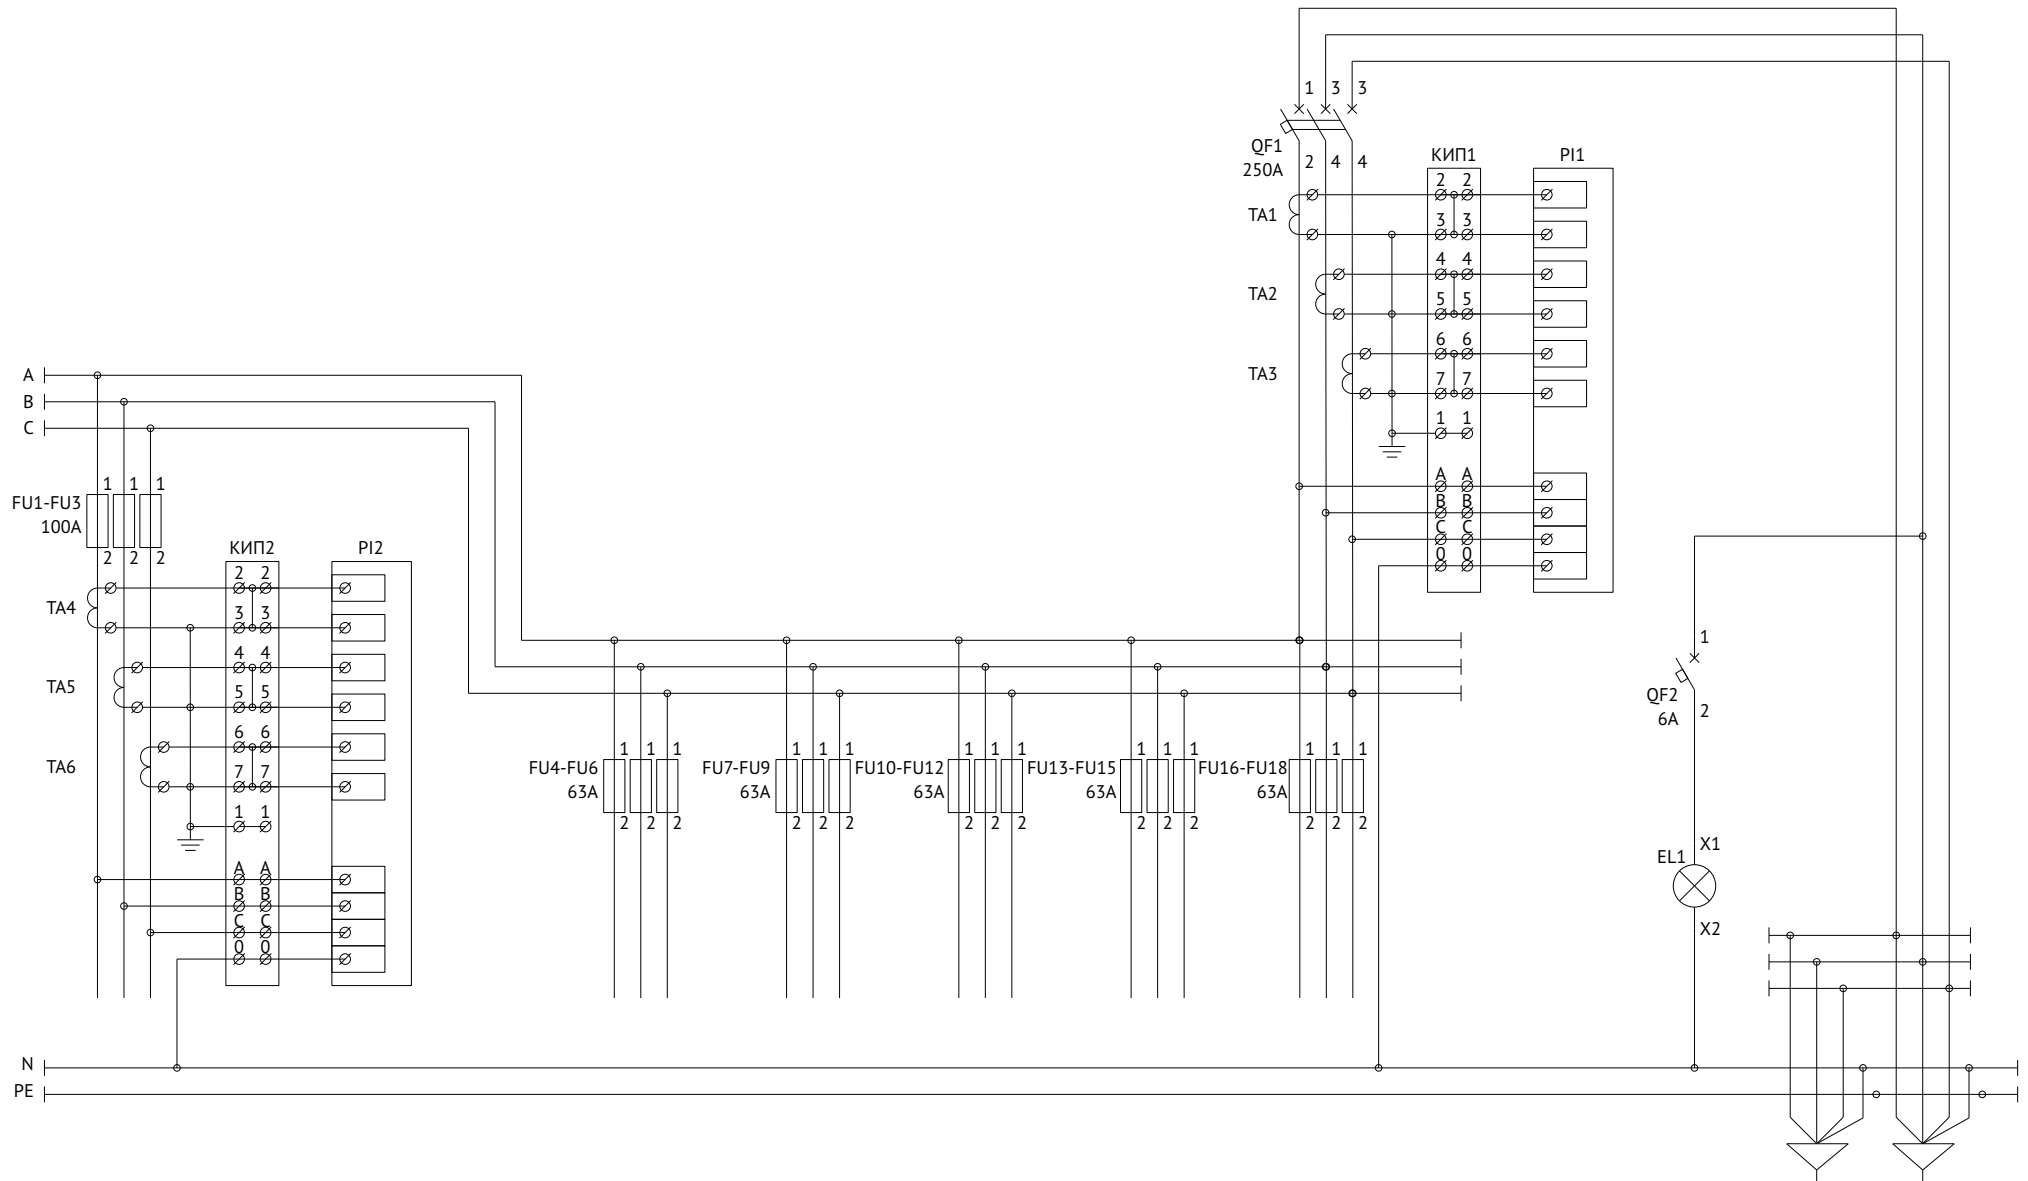 1 3 3
QF1
250A
2 4 4
КИП1
PI1
2 2
TA1
3 3
4 4
TA2
5 5
6 6
TA3
7 7
1 1
A A
B B
C C
0 0
A
B
C
1 1 1
FU1-FU3
100A
2 2 2
КИП2
PI2
2 2
TA4
3 3
4 4
TA5
5 5
6 6
TA6
7 7
1 1
A A
B B
C C
0 0
1 1 1
FU4-FU6
63A
2 2 2
1 1 1
FU7-FU9
63A
2 2 2
1 1 1
FU10-FU12
63A
2 2 2
1 1 1
FU13-FU15
63A
2 2 2
1 1 1
FU16-FU18
63A
2 2 2
1
QF2
6A
2
X1
EL1
X2
N
PE